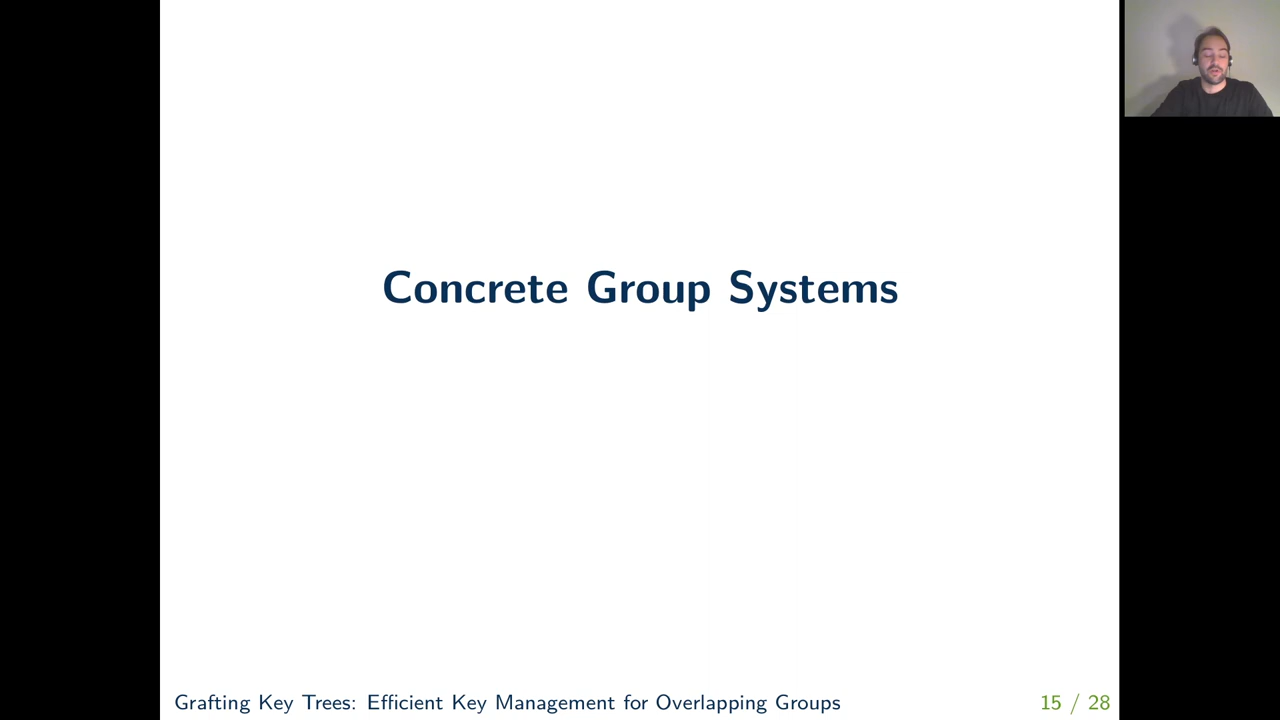 Concrete Group Systems
Grafting Key Trees: Efficient Key Management for Overlapping Groups
15 / 28